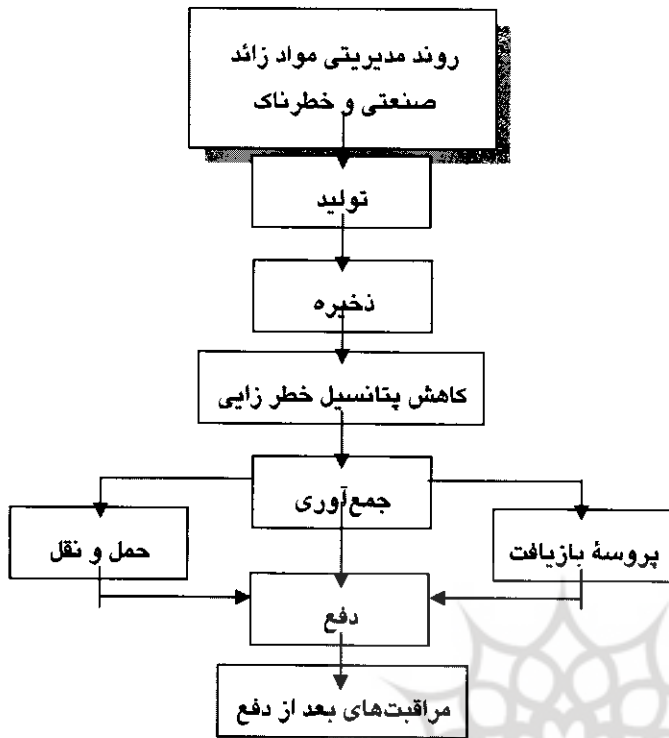 روند مدیریتی مواد زائد
صنعتی و خطرناک
تولید
ذخیره
کاهش پتانسیل خطر زایی
جمع‌آوری
پروسهٔ بازیافت
حمل و نقل
دفع
مراقبت‌های بعد از دفع